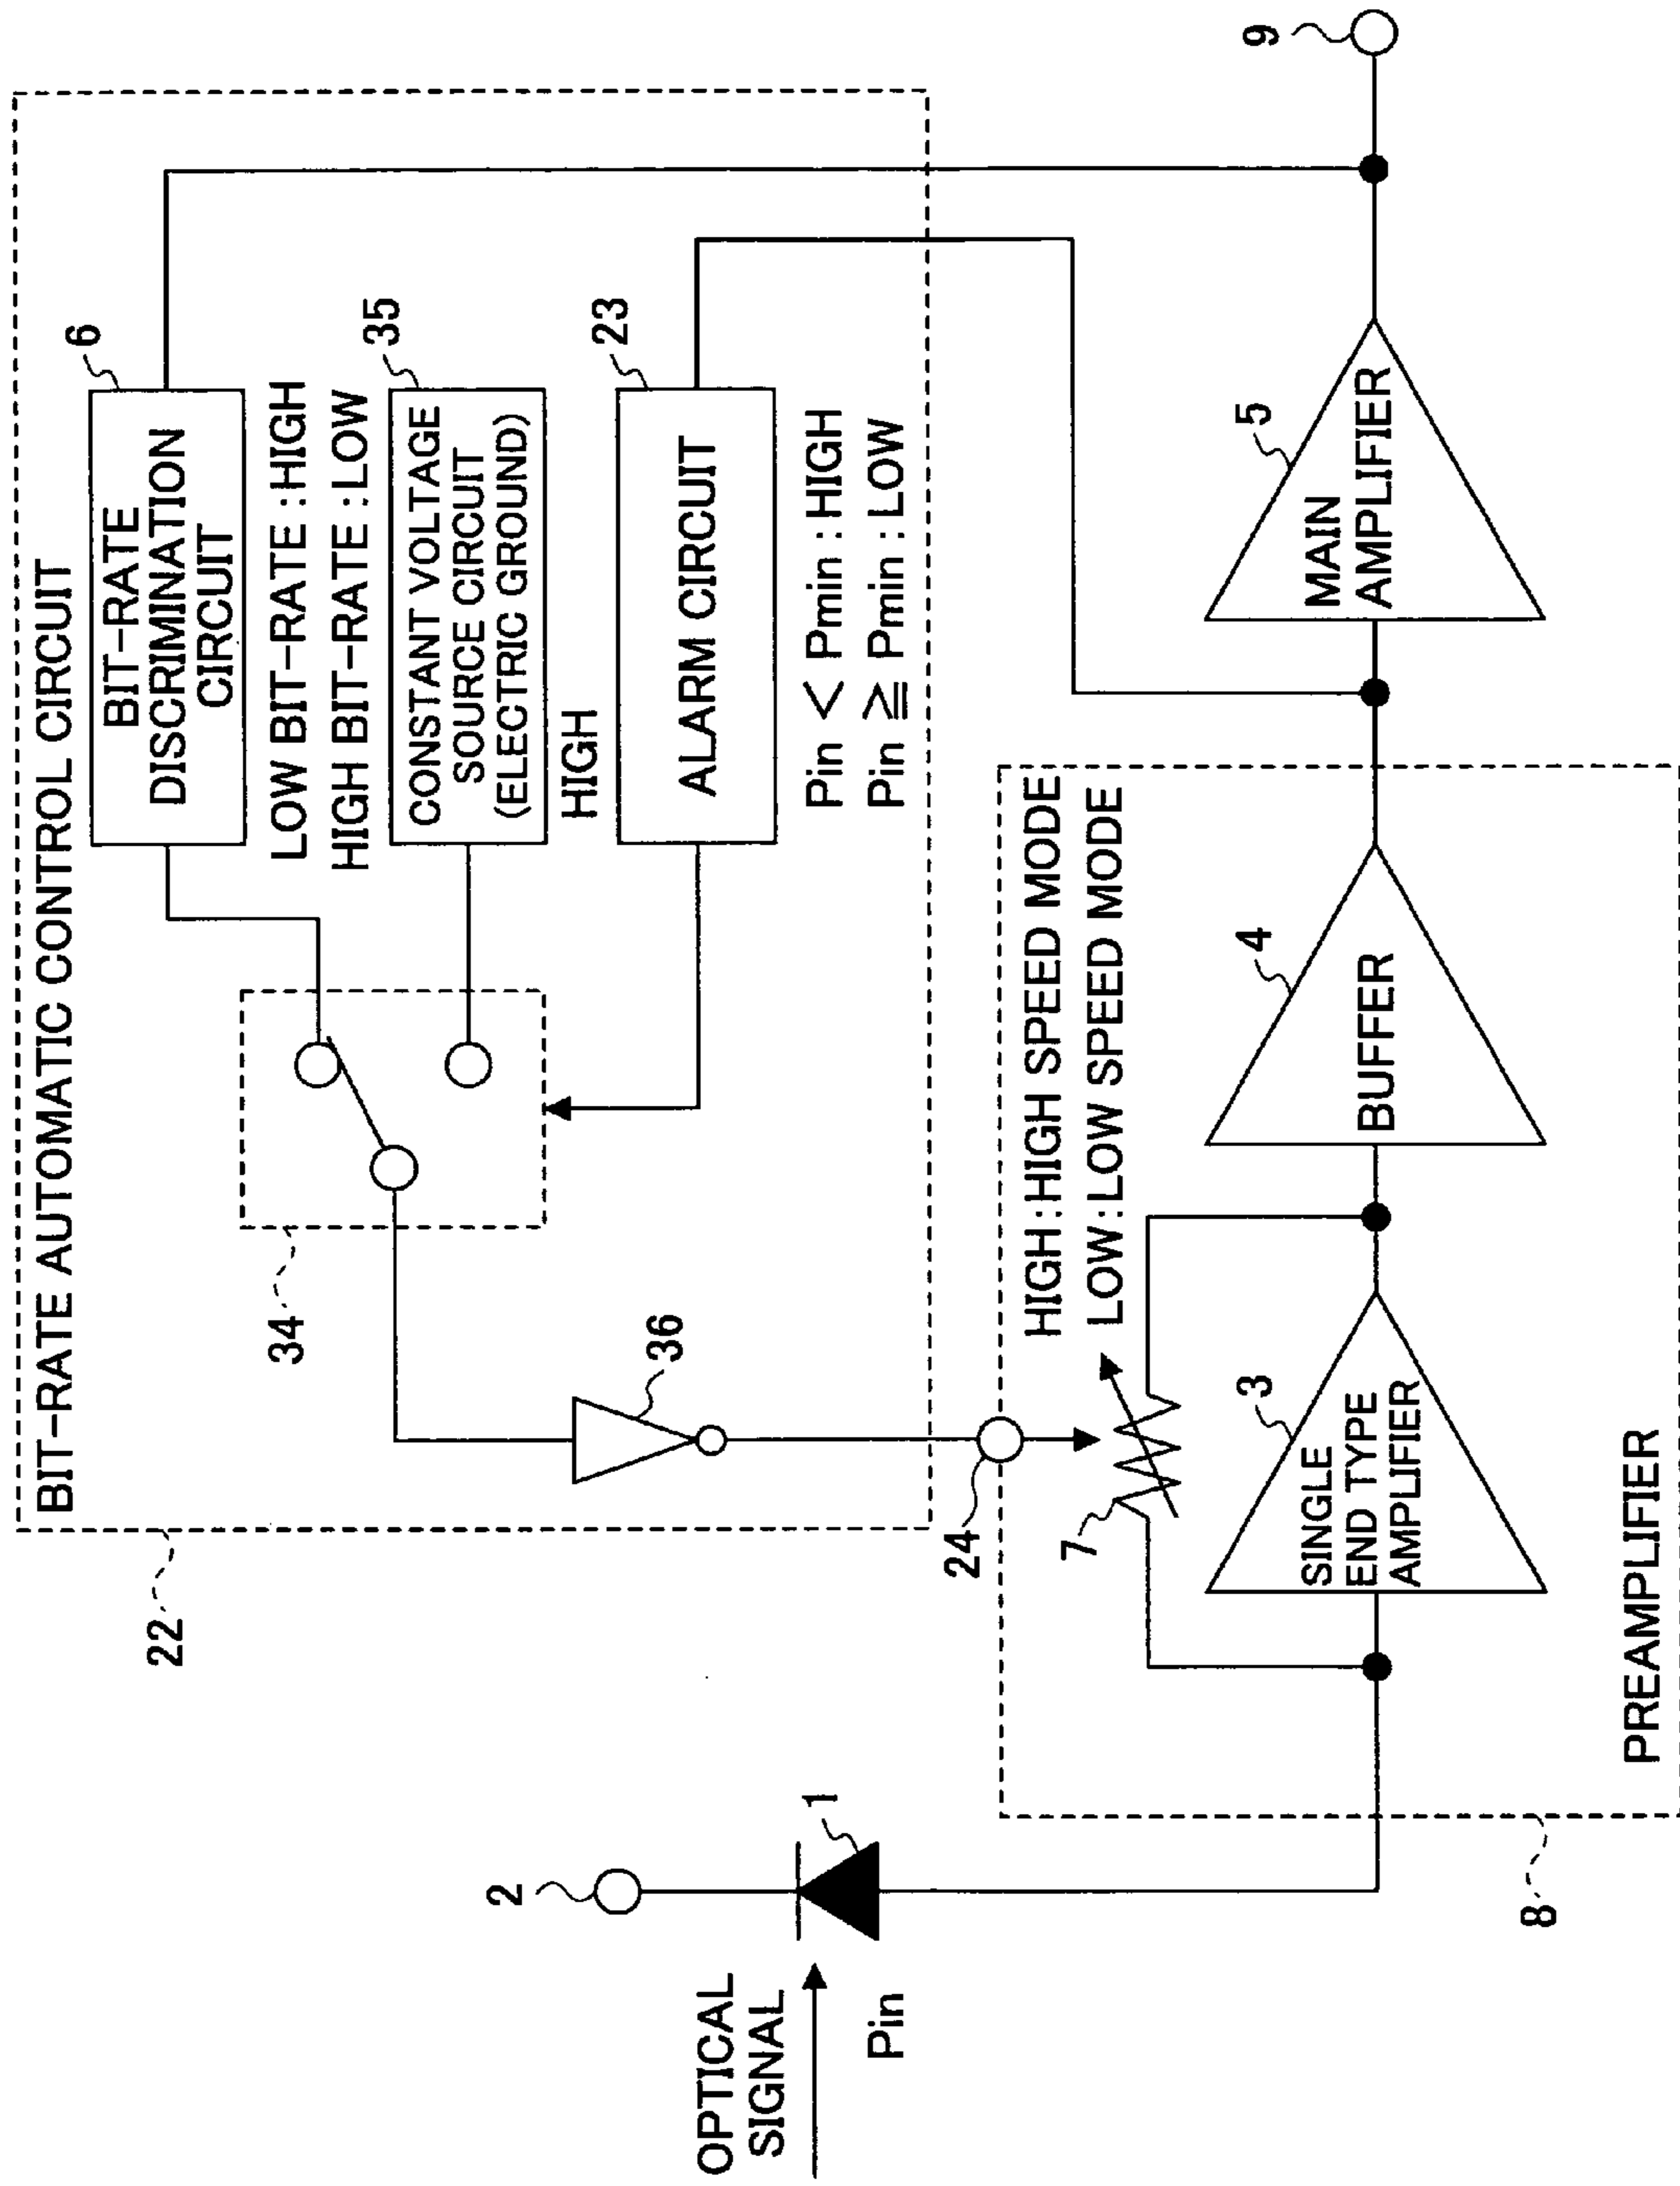 BIT-RATE AUTOMATIC CONTROL CIRCUIT
22
BIT-RATE
DISCRIMINATION
CIRCUIT
6
LOW BIT-RATE :HIGH
HIGH BIT-RATE :LOW
34
CONSTANT VOLTAGE
SOURCE CIRCUIT
(ELECTRIC GROUND)
35
HIGH
36
ALARM CIRCUIT
23
Pin < Pmin : HIGH
Pin ≧ Pmin : LOW
2
1
OPTICAL
SIGNAL
Pin
24
HIGH:HIGH SPEED MODE
LOW:LOW SPEED MODE
7
SINGLE
END TYPE
AMPLIFIER
3
BUFFER
4
MAIN
AMPLIFIER
5
9
PREAMPLIFIER
8